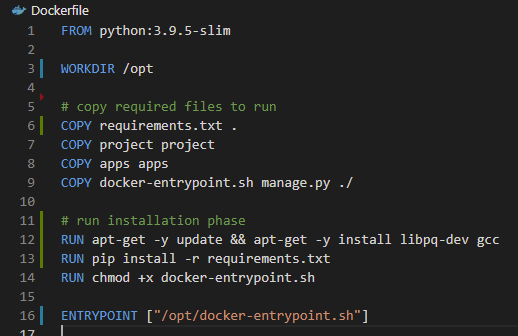 Dockerfile
1 FROM python:3.9.5-slim
2
3 WORKDIR /opt
4
5 # copy required files to run
6 COPY requirements.txt .
7 COPY project project
8 COPY apps apps
9 COPY docker-entrypoint.sh manage.py ./
10
11 # run installation phase
12 RUN apt-get -y update && apt-get -y install libpq-dev gcc
13 RUN pip install -r requirements.txt
14 RUN chmod +x docker-entrypoint.sh
15
16 ENTRYPOINT ["/opt/docker-entrypoint.sh"]
17